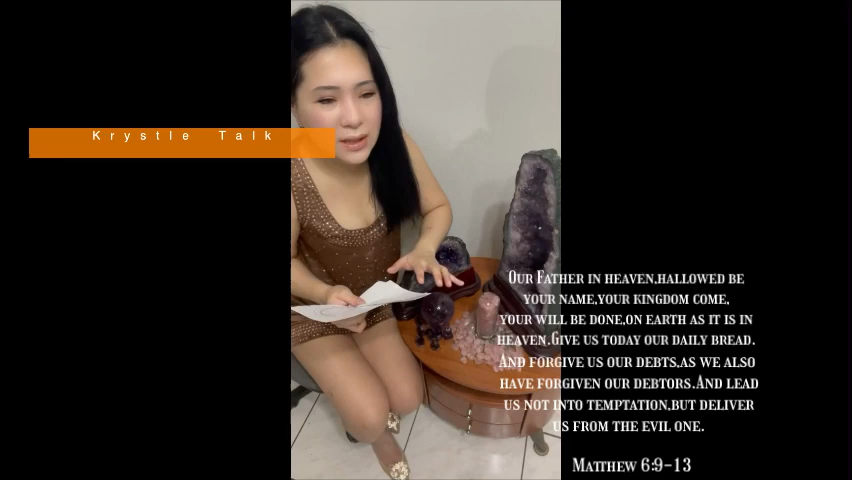 Krystle Talk
Our Father in heaven,hallowed be
your name,your kingdom come,
your will be done,on earth as it is in
heaven.Give us today our daily bread.
And forgive us our debts,as we also
have forgiven our debtors.And lead
us not into temptation,but deliver
us from the evil one.
Matthew 6:9-13